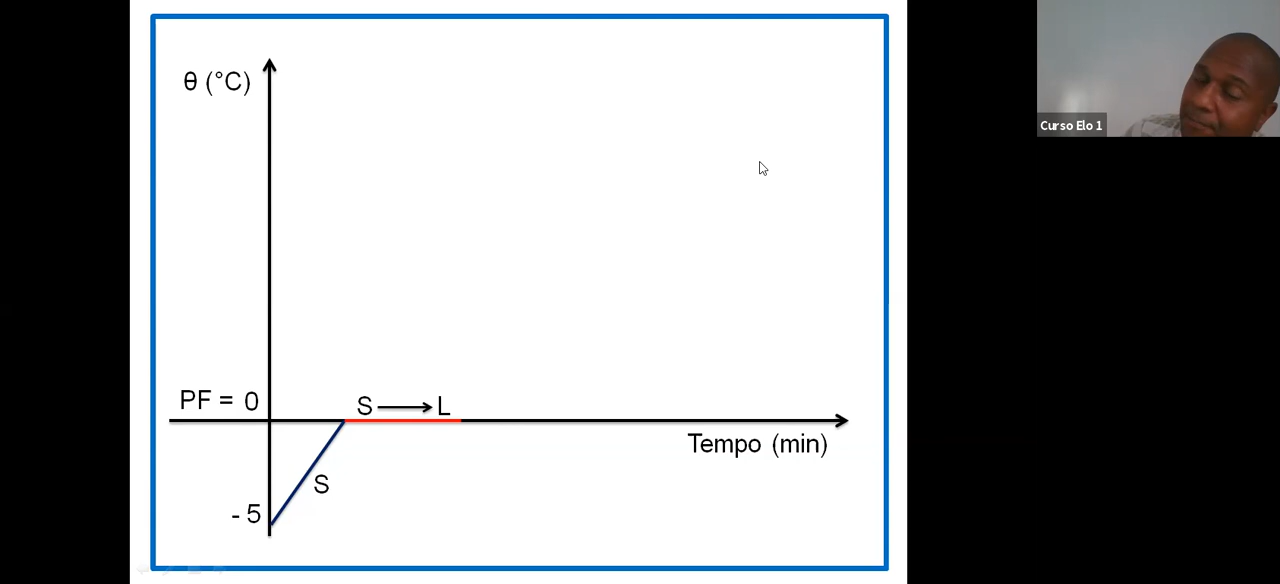 θ (°C)
Curso Elo 1
PF = 0
S → L
Tempo (min)
S
- 5